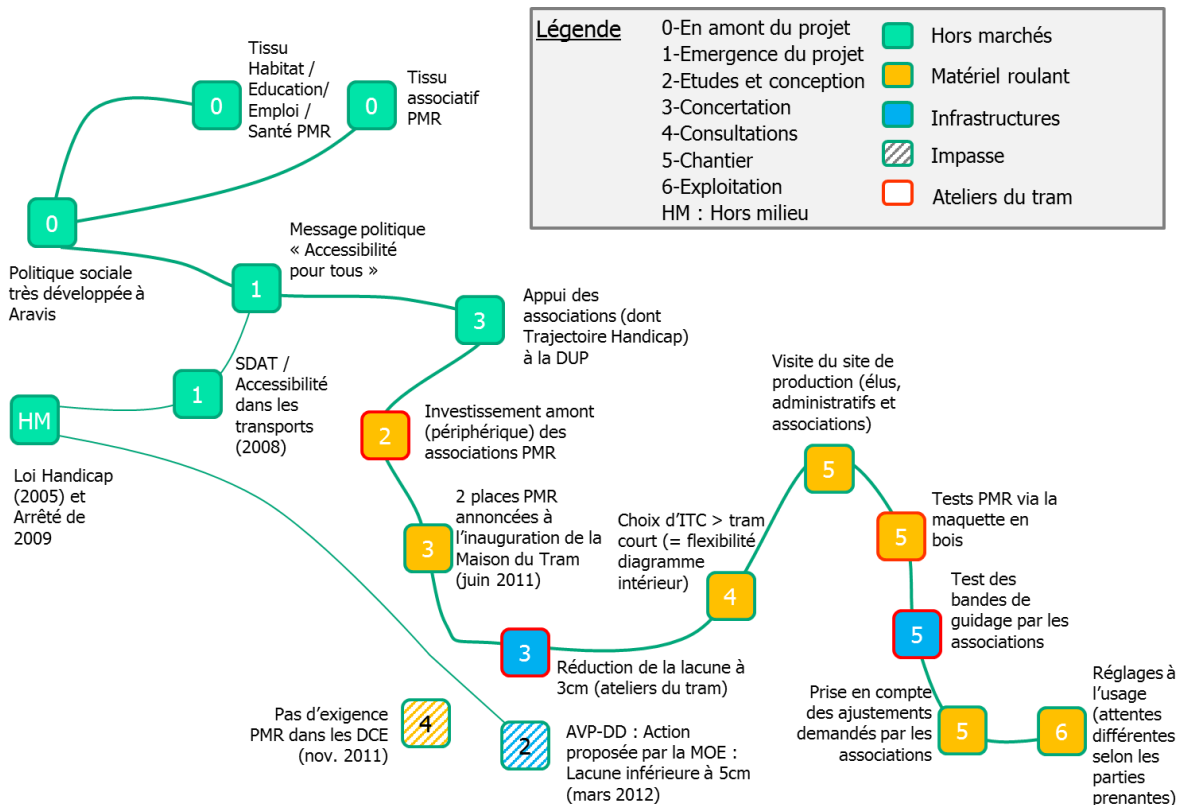 Légende
0-En amont du projet
1-Emergence du projet
2-Etudes et conception
3-Concertation
4-Consultations
5-Chantier
6-Exploitation
HM : Hors milieu
Hors marchés
Matériel roulant
Infrastructures
Impasse
Ateliers du tram
Tissu
Habitat /
Education/
Emploi /
Santé PMR
0
Tissu
associatif
PMR
0
0
Politique sociale
très développée à
Aravis
Message politique
« Accessibilité
pour tous »
1
3
Appui des
associations (dont
Trajectoire Handicap)
à la DUP
1
SDAT /
Accessibilité
dans les
transports
(2008)
HM
Loi Handicap
(2005) et
Arrêté de
2009
2
Investissement amont
(périphérique) des
associations PMR
3
2 places PMR
annoncées à
l’inauguration de la
Maison du Tram
(juin 2011)
3
Réduction de la lacune à
3cm (ateliers du tram)
Choix d’ITC > tram
court (= flexibilité
diagramme
intérieur)
4
Visite du site de
production (élus,
administratifs et
associations)
5
5
Tests PMR via la
maquette en
bois
5
Test des
bandes de
guidage par les
associations
Prise en compte
des ajustements
demandés par les
associations
5
6
Réglages à
l’usage
(attentes
différentes
selon les
parties
prenantes)
Pas d’exigence
PMR dans les DCE
(nov. 2011)
4
2
AVP-DD : Action
proposée par la MOE :
Lacune inférieure à 5cm
(mars 2012)